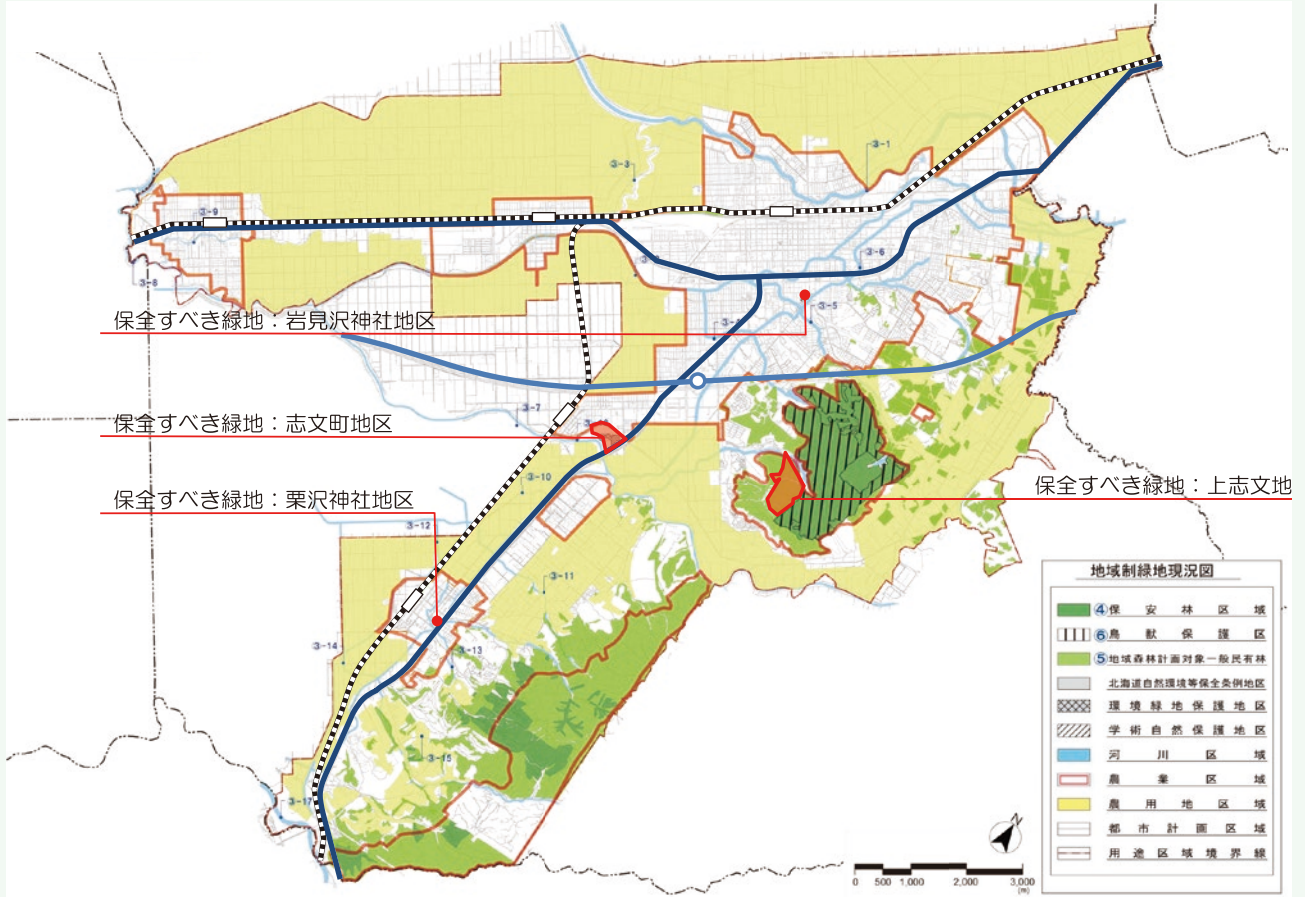 ③-1
③-3
③-9
③-6
③-8
③-5
保全すべき緑地：岩見沢神社地区
③-7
保全すべき緑地：志文町地区
③-10
保全すべき緑地：上志文地
保全すべき緑地：栗沢神社地区
③-12
③-11
③-14
③-13
③-15
③-17
地域制緑地現況図
④保安林区域
⑥鳥獣保護区
⑤地域森林計画対象一般民有林
北海道自然環境等保全条例地区
環境緑地保護地区
学術自然保護地区
河川区域
農業区域
農用地区域
都市計画区域
用途区域境界線
N
0 500 1,000 2,000 3,000
(m)